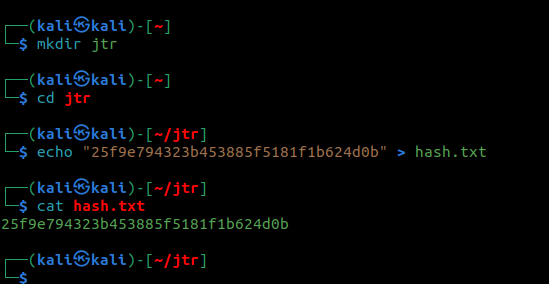 ┌──(kali㉿kali)-[~]
└─$ mkdir jtr
┌──(kali㉿kali)-[~]
└─$ cd jtr
┌──(kali㉿kali)-[~/jtr]
└─$ echo "25f9e794323b453885f5181f1b624d0b" > hash.txt
┌──(kali㉿kali)-[~/jtr]
└─$ cat hash.txt
25f9e794323b453885f5181f1b624d0b
┌──(kali㉿kali)-[~/jtr]
└─$